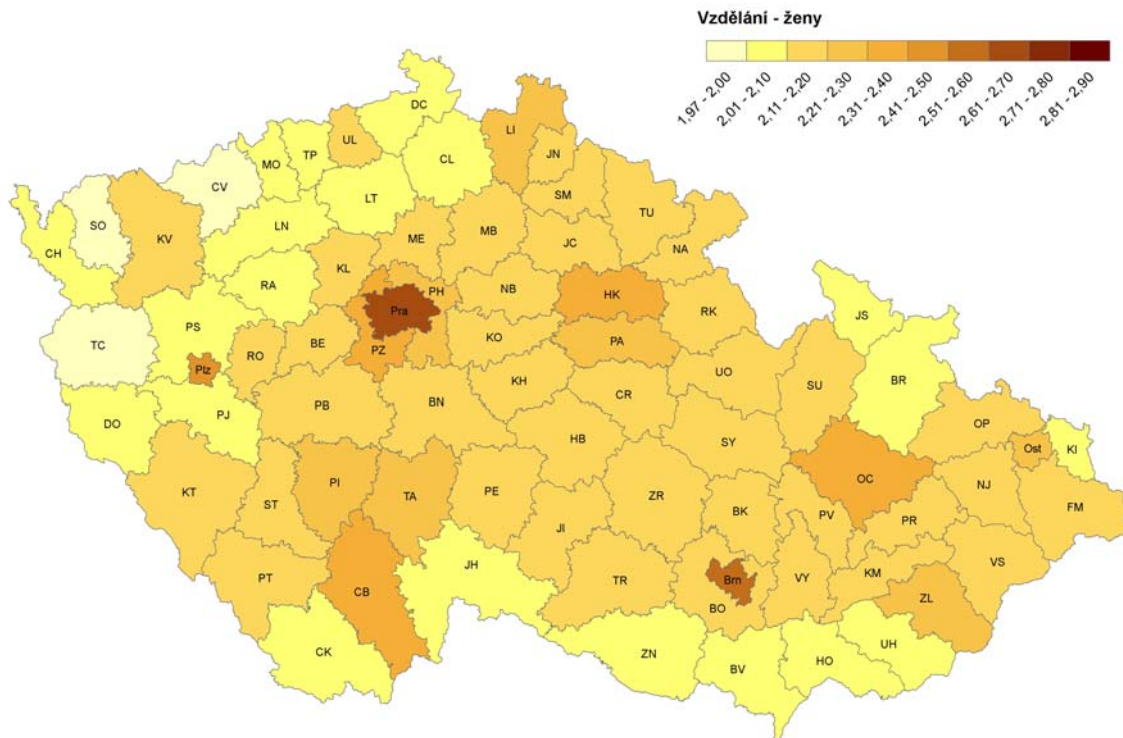 Vzdělání - ženy
1,97 - 2,00
2,01 - 2,10
2,11 - 2,20
2,21 - 2,30
2,31 - 2,40
2,41 - 2,50
2,51 - 2,60
2,61 - 2,70
2,71 - 2,80
2,81 - 2,90
DC
UL
LI
MO
TP
CL
JN
CV
LT
SM
SO
LN
TU
KV
ME
MB
JC
NA
CH
KL
RA
PH
NB
HK
Pra
RK
JS
PS
TC
RO
BE
PZ
KO
PA
Plz
UO
SU
BR
KH
CR
PB
BN
PJ
DO
OP
HB
SY
Ost
KI
OC
PI
KT
ST
TA
PE
ZR
NJ
BK
FM
JI
PV
PR
VS
JH
PT
TR
Brn
VY
KM
CB
BO
ZL
UH
CK
ZN
BV
HO